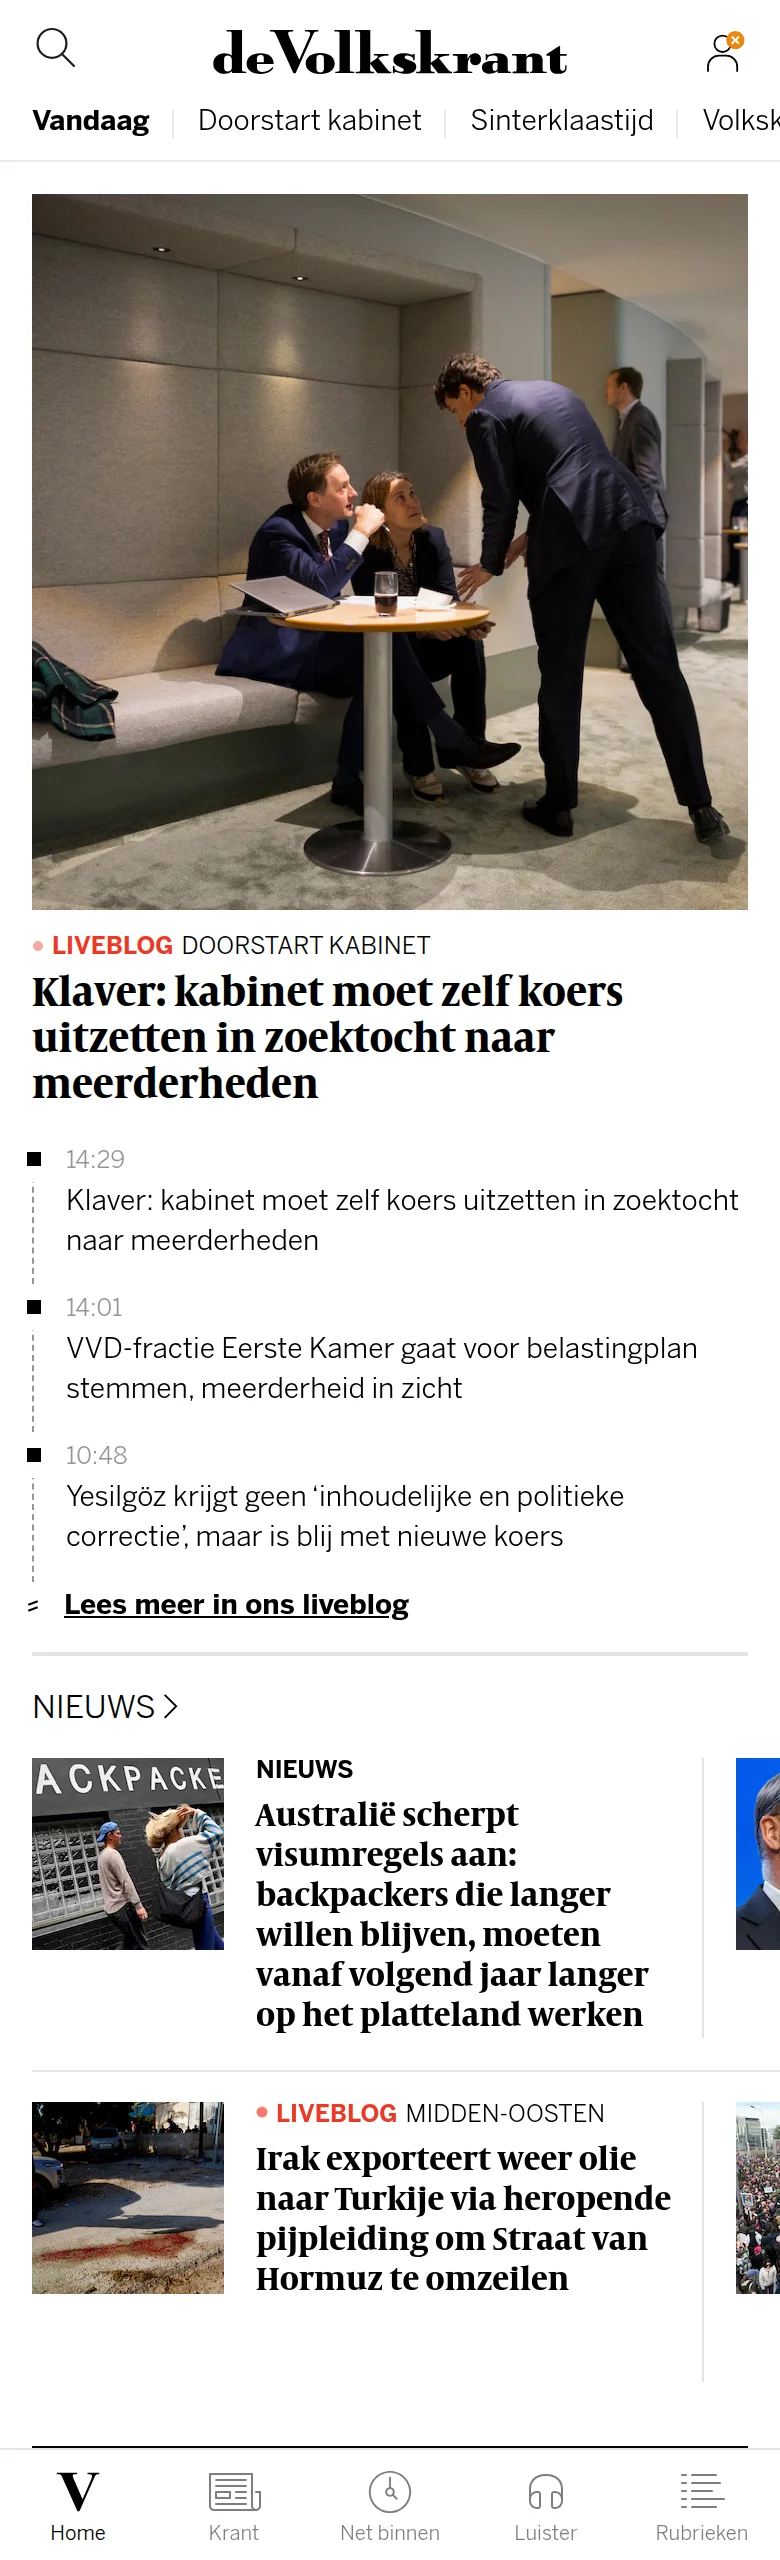 deVolkskrant
Vandaag
Doorstart kabinet
Sinterklaastijd
Volksk
LIVEBLOG DOORSTART KABINET
Klaver: kabinet moet zelf koers
uitzetten in zoektocht naar
meerderheden
14:29
Klaver: kabinet moet zelf koers uitzetten in zoektocht
naar meerderheden
14:01
VVD-fractie Eerste Kamer gaat voor belastingplan
stemmen, meerderheid in zicht
10:48
Yesilgöz krijgt geen ‘inhoudelijke en politieke
correctie’, maar is blij met nieuwe koers
Lees meer in ons liveblog
NIEUWS
ACKPACKE
NIEUWS
Australië scherpt
visumregels aan:
backpackers die langer
willen blijven, moeten
vanaf volgend jaar langer
op het platteland werken
LIVEBLOG MIDDEN-OOSTEN
Irak exporteert weer olie
naar Turkije via heropende
pijpleiding om Straat van
Hormuz te omzeilen
V
Home
Krant
Net binnen
Luister
Rubrieken